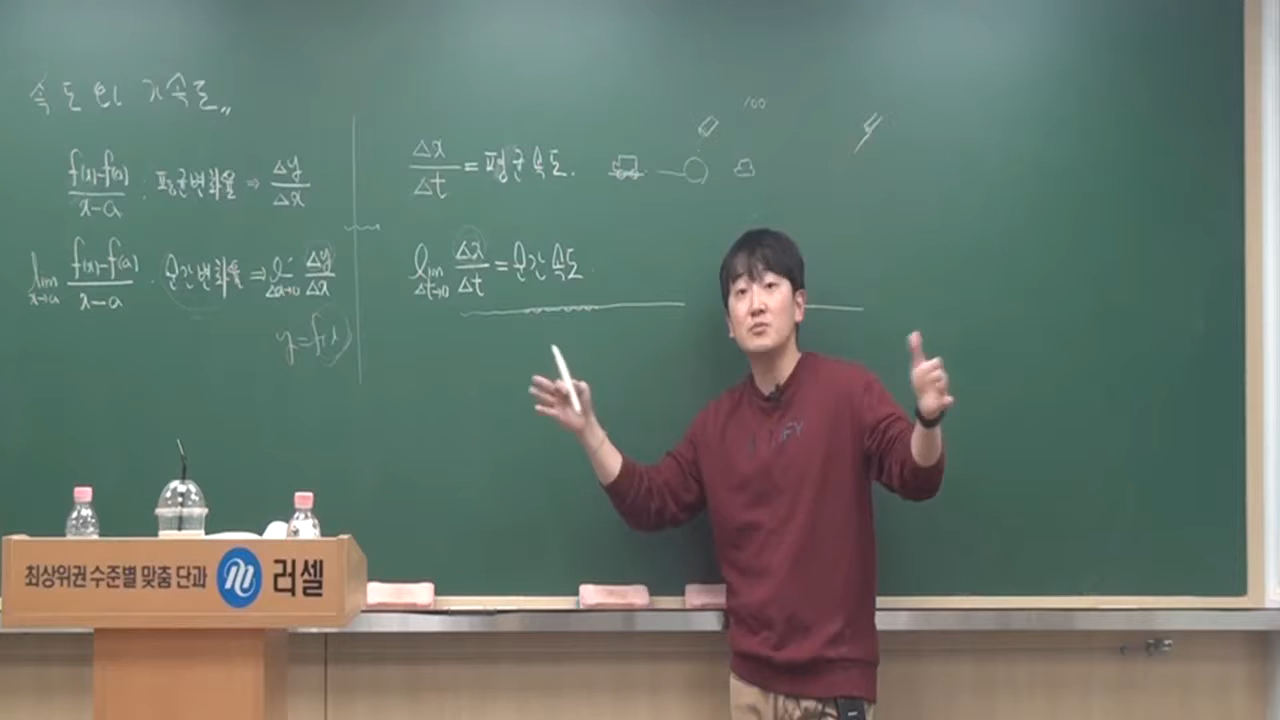 속도와 가속도
f(x)-f(a) / x-a : 평균변화율 ⇒ Δy / Δx
lim x→a f(x)-f(a) / x-a . 순간변화율 ⇒ lim Δx→0 Δy / Δx
y=f(x)
Δx / Δt = 평균속도.
100
lim Δt→0 Δx / Δt = 순간속도.
최상위권 수준별 맞춤 단과 러셀